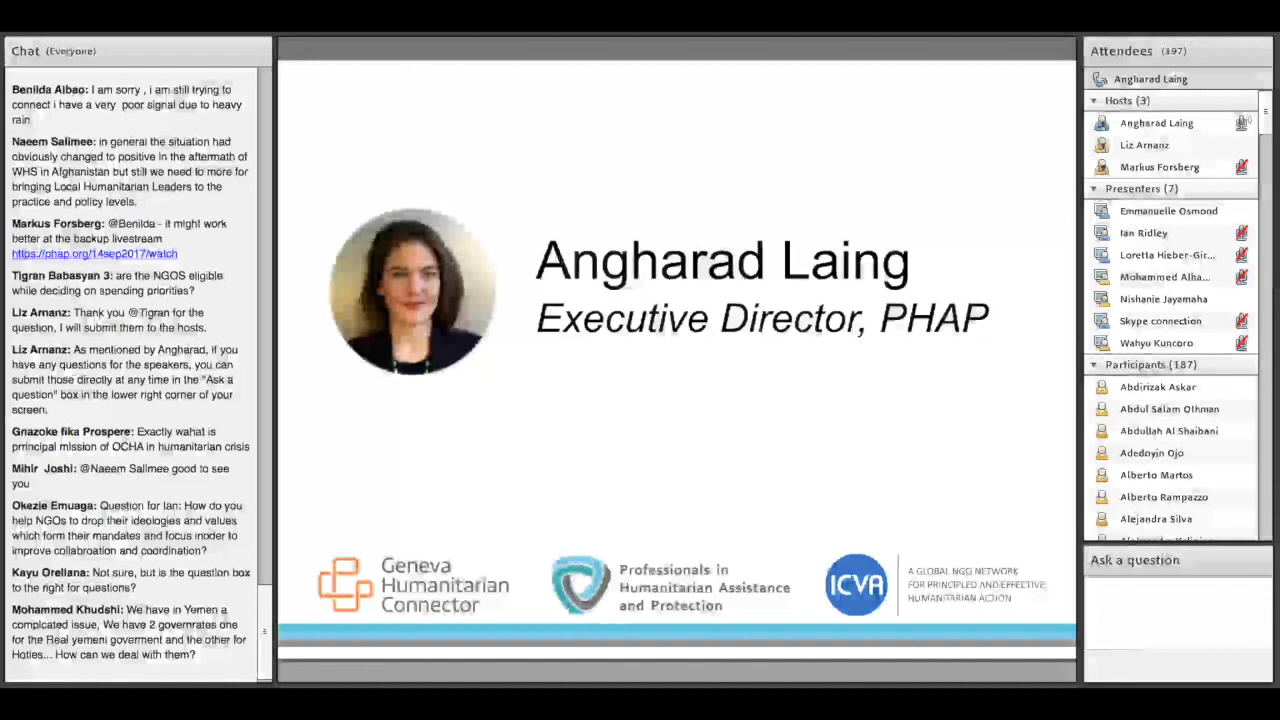 Chat (Everyone)
Benilda Albao: I am sorry , i am still trying to
connect i have a very poor signal due to heavy
rain
Naeem Salimee: in general the situation had
obviously changed to positive in the aftermath of
WHS in Afghanistan but still we need to more for
bringing Local Humanitarian Leaders to the
practice and policy levels.
Markus Forsberg: @Benilda - it might work
better at the backup livestream
https://phap.org/14sep2017/watch
Tigran Babasyan 3: are the NGOS eligible
while deciding on spending priorities?
Liz Arnanz: Thank you @Tigran for the
question, I will submit them to the hosts.
Liz Arnanz: As mentioned by Angharad, if you
have any questions for the speakers, you can
submit those directly at any time in the "Ask a
question" box in the lower right corner of your
screen.
Gnazoke fika Prospere: Exactly wahat is
principal mission of OCHA in humanitarian crisis
Mihir Joshi: @Naeem Salimee good to see
you
Okezie Emuaga: Question for Ian: How do you
help NGOs to drop their ideologies and values
which form their mandates and focus inoder to
improve collabroation and coordination?
Kayu Orellana: Not sure, but is the question box
to the right for questions?
Mohammed Khudshi: We have in Yemen a
complicated issue, We have 2 governrates one
for the Real yemeni goverment and the other for
Hoties... How can we deal with them?
Angharad Laing
Executive Director, PHAP
Geneva
Humanitarian
Connector
Professionals in
Humanitarian Assistance
and Protection
ICVA
A GLOBAL NGO NETWORK
FOR PRINCIPLED AND EFFECTIVE
HUMANITARIAN ACTION
Attendees (197)
Angharad Laing
Hosts (3)
Angharad Laing
Liz Arnanz
Markus Forsberg
Presenters (7)
Emmanuelle Osmond
Ian Ridley
Loretta Hieber-Gir...
Mohammed Alha...
Nishanie Jayamaha
Skype connection
Wahyu Kuncoro
Participants (187)
Abdirizak Askar
Abdul Salam Othman
Abdullah Al Shaibani
Adedoyin Ojo
Alberto Martos
Alberto Rampazzo
Alejandra Silva
Ask a question